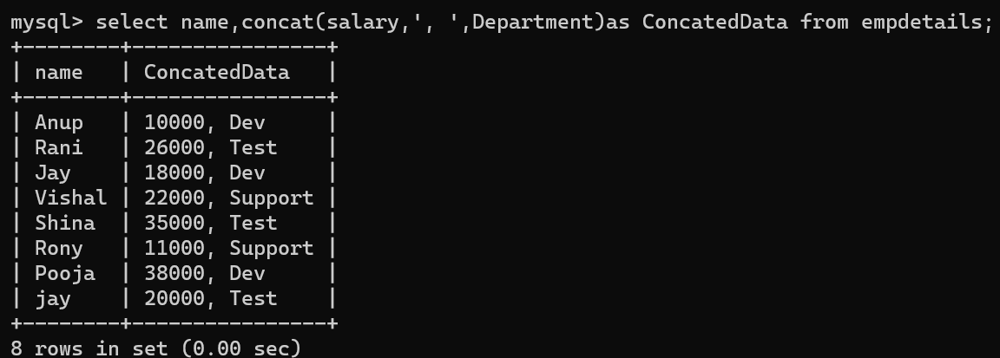 mysql> select name,concat(salary,', ',Department)as ConcatedData from empdetails;
+--------+----------------+
| name   | ConcatedData   |
+--------+----------------+
| Anup   | 10000, Dev     |
| Rani   | 26000, Test    |
| Jay    | 18000, Dev     |
| Vishal | 22000, Support |
| Shina  | 35000, Test    |
| Rony   | 11000, Support |
| Pooja  | 38000, Dev     |
| jay    | 20000, Test    |
+--------+----------------+
8 rows in set (0.00 sec)